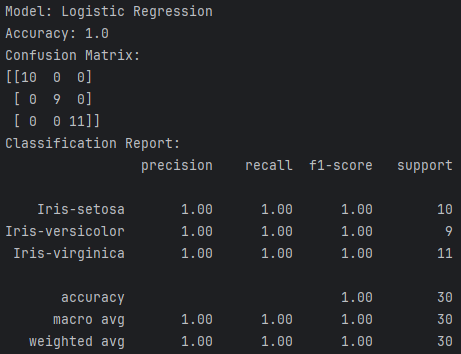 Model: Logistic Regression
Accuracy: 1.0
Confusion Matrix:
[[10  0  0]
 [ 0  9  0]
 [ 0  0 11]]
Classification Report:
                 precision    recall  f1-score   support

    Iris-setosa       1.00      1.00      1.00        10
Iris-versicolor       1.00      1.00      1.00         9
 Iris-virginica       1.00      1.00      1.00        11

       accuracy                           1.00        30
      macro avg       1.00      1.00      1.00        30
   weighted avg       1.00      1.00      1.00        30